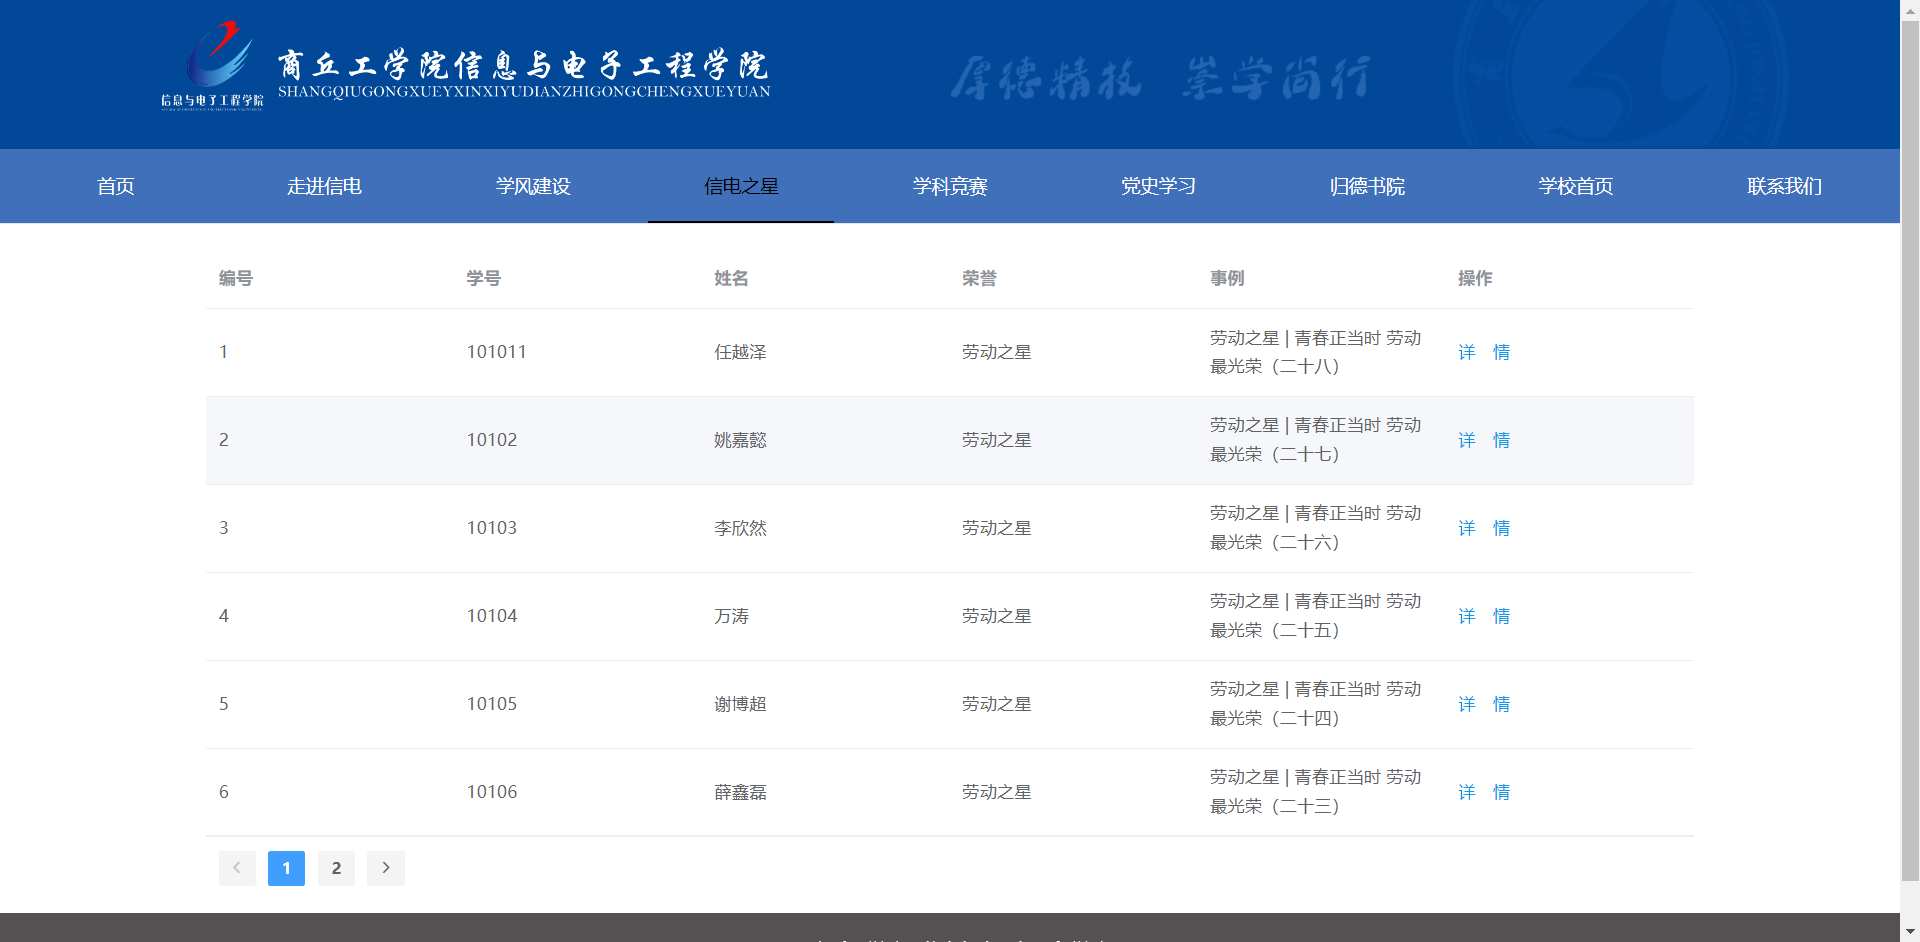 商丘工学院信息与电子工程学院
SHANGQIUGONGXUEYXINXIYUDIANZHIGONGCHENGXUEYUAN
信息与电子工程学院
厚德精技 崇学尚行
首页 走进信电 学风建设 信电之星 学科竞赛 党史学习 归德书院 学校首页 联系我们
编号 学号 姓名 荣誉 事例 操作
1 101011 任越泽 劳动之星 劳动之星 | 青春正当时 劳动
最光荣（二十八） 详 情
2 10102 姚嘉懿 劳动之星 劳动之星 | 青春正当时 劳动
最光荣（二十七） 详 情
3 10103 李欣然 劳动之星 劳动之星 | 青春正当时 劳动
最光荣（二十六） 详 情
4 10104 万涛 劳动之星 劳动之星 | 青春正当时 劳动
最光荣（二十五） 详 情
5 10105 谢博超 劳动之星 劳动之星 | 青春正当时 劳动
最光荣（二十四） 详 情
6 10106 薛鑫磊 劳动之星 劳动之星 | 青春正当时 劳动
最光荣（二十三） 详 情
1 2